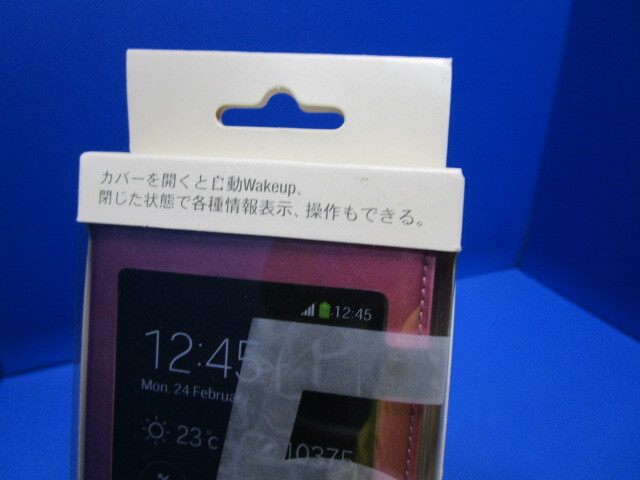 カバーを開くと自動Wakeup、
閉じた状態で各種情報表示、操作もできる。
12:45
12:45
Mon. 24 Februa
23°c
10375